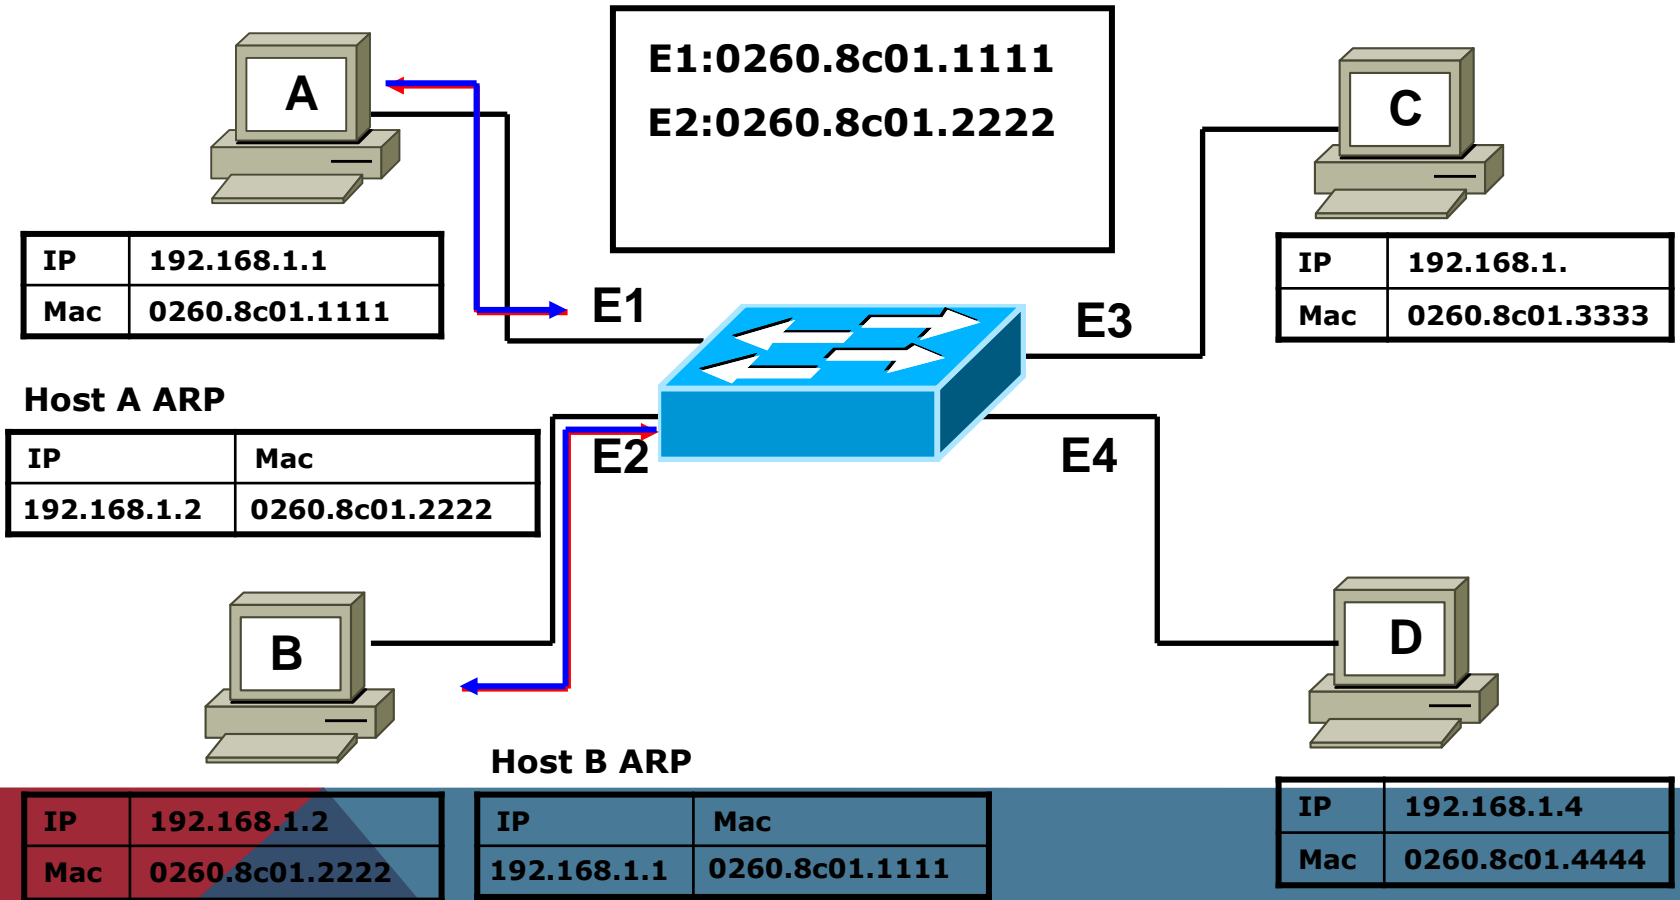 E1:0260.8c01.1111
E2:0260.8c01.2222
A
C
IP 192.168.1.1
Mac 0260.8c01.1111
E1
E3
IP 192.168.1.
Mac 0260.8c01.3333
Host A ARP
IP Mac
192.168.1.2 0260.8c01.2222
E2
E4
B
D
Host B ARP
IP 192.168.1.2
Mac 0260.8c01.2222
IP Mac
192.168.1.1 0260.8c01.1111
IP 192.168.1.4
Mac 0260.8c01.4444